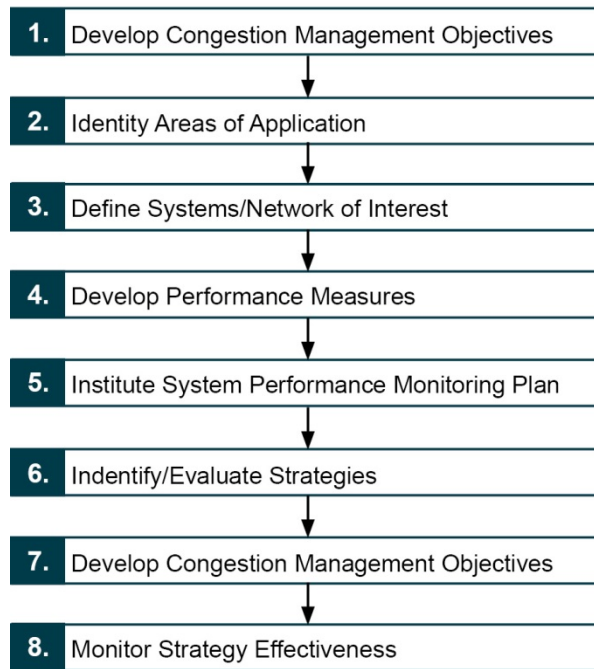 1. Develop Congestion Management Objectives
2. Identity Areas of Application
3. Define Systems/Network of Interest
4. Develop Performance Measures
5. Institute System Performance Monitoring Plan
6. Indentify/Evaluate Strategies
7. Develop Congestion Management Objectives
8. Monitor Strategy Effectiveness